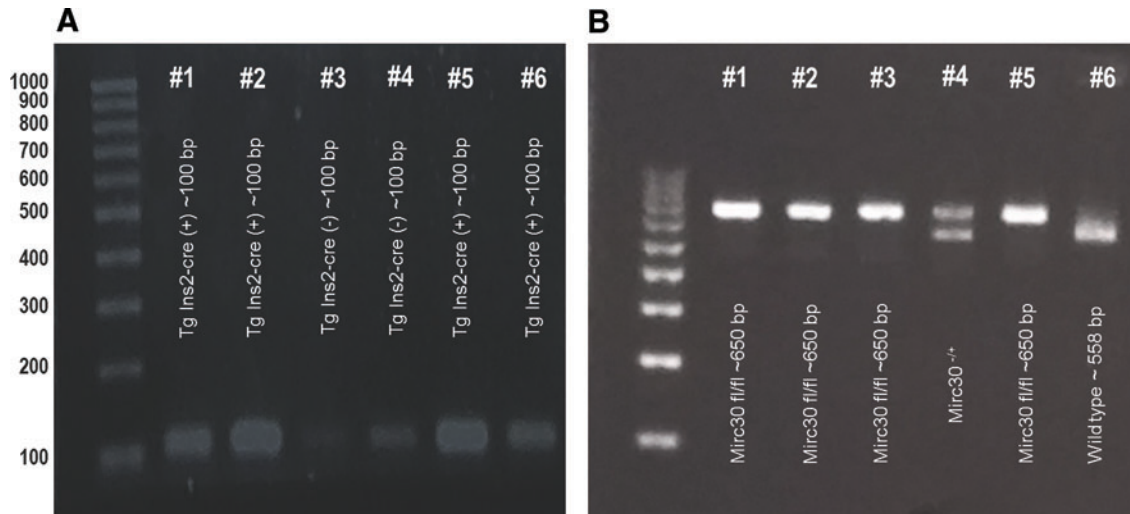 A
B
1000
900
800
700
600
500
400
300
200
100
#1
#2
#3
#4
#5
#6
Tg Ins2-cre (+) ~100 bp
Tg Ins2-cre (+) ~100 bp
Tg Ins2-cre (-) ~100 bp
Tg Ins2-cre (-) ~100 bp
Tg Ins2-cre (+) ~100 bp
Tg Ins2-cre (+) ~100 bp
#1
#2
#3
#4
#5
#6
Mirc30 fl/fl ~650 bp
Mirc30 fl/fl ~650 bp
Mirc30 fl/fl ~650 bp
Mirc30 -/+
Mirc30 fl/fl ~650 bp
Wild type ~ 558 bp